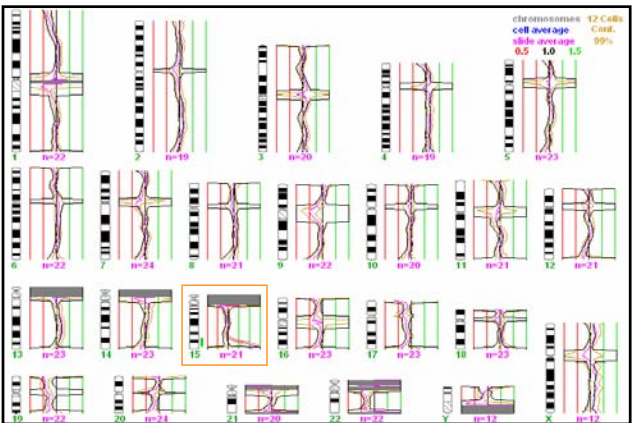 chromosomes 12 Cells
cell average Conf.
slide average 99%
0.5 1.0 1.5
1 n=22
2 n=19
3 n=20
4 n=19
5 n=23
6 n=22
7 n=24
8 n=21
9 n=22
10 n=20
11 n=21
12 n=21
13 n=23
14 n=23
15 n=21
16 n=23
17 n=23
18 n=23
19 n=22
20 n=24
21 n=20
22 n=22
Y n=12
X n=12